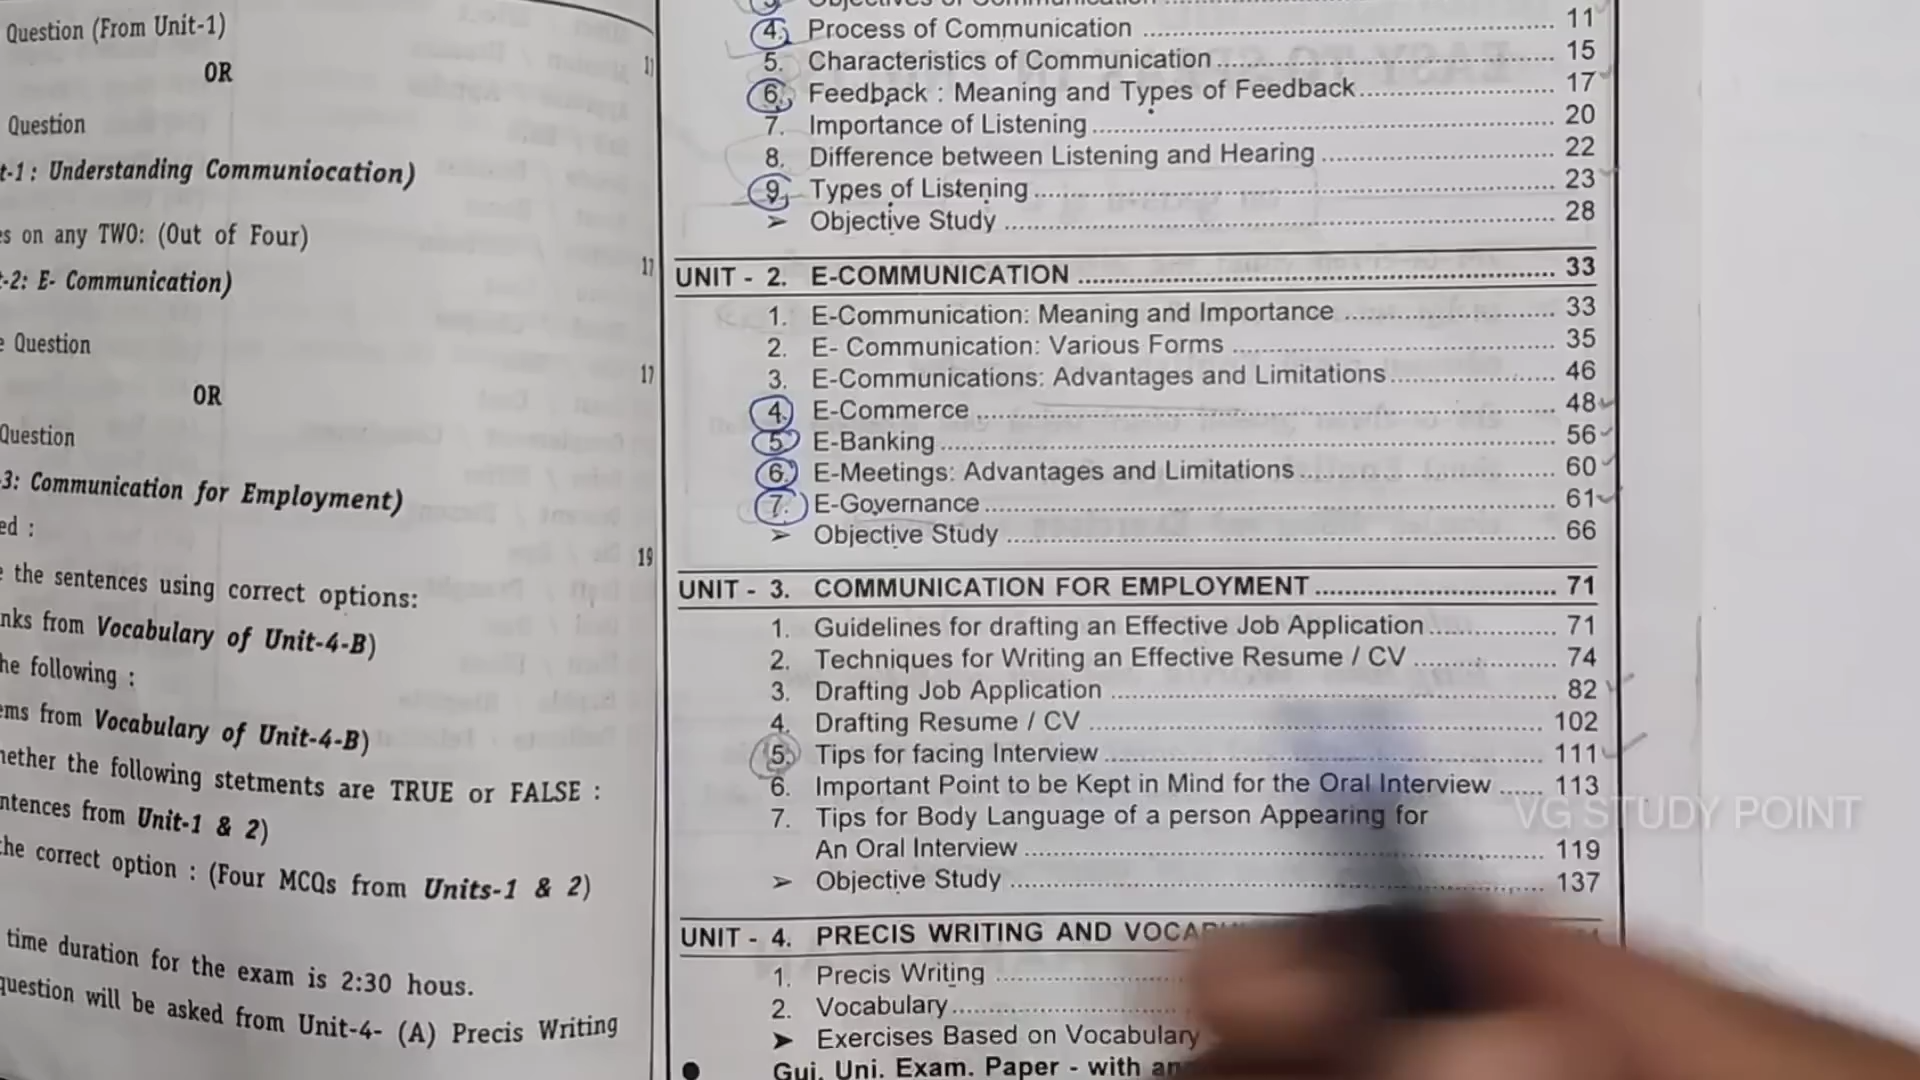 Question (From Unit-1)
OR
Question
t-1: Understanding Communiocation)
es on any TWO: (Out of Four)
t-2: E- Communication)
e Question
OR
Question
3: Communication for Employment)
ed :
e the sentences using correct options:
nks from Vocabulary of Unit-4-B)
he following :
ems from Vocabulary of Unit-4-B)
hether the following stetments are TRUE or FALSE :
ntences from Unit-1 & 2)
the correct option : (Four MCQs from Units-1 & 2)
time duration for the exam is 2:30 hous.
question will be asked from Unit-4- (A) Precis Writing
17
17
19
4. Process of Communication 11
5. Characteristics of Communication 15
6. Feedback : Meaning and Types of Feedback 17
7. Importance of Listening 20
8. Difference between Listening and Hearing 22
9. Types of Listening 23
➢ Objective Study 28
UNIT - 2. E-COMMUNICATION 33
1. E-Communication: Meaning and Importance 33
2. E- Communication: Various Forms 35
3. E-Communications: Advantages and Limitations 46
4. E-Commerce 48
5. E-Banking 56
6. E-Meetings: Advantages and Limitations 60
7. E-Governance 61
➢ Objective Study 66
UNIT - 3. COMMUNICATION FOR EMPLOYMENT 71
1. Guidelines for drafting an Effective Job Application 71
2. Techniques for Writing an Effective Resume / CV 74
3. Drafting Job Application 82
4. Drafting Resume / CV 102
5. Tips for facing Interview 111
6. Important Point to be Kept in Mind for the Oral Interview 113
7. Tips for Body Language of a person Appearing for
An Oral Interview 119
➢ Objective Study 137
UNIT - 4. PRECIS WRITING AND
1. Precis Writing
2. Vocabulary
➤ Exercises Based on Vocabulary
● Guj. Uni. Exam. Paper - with
VG STUDY POINT